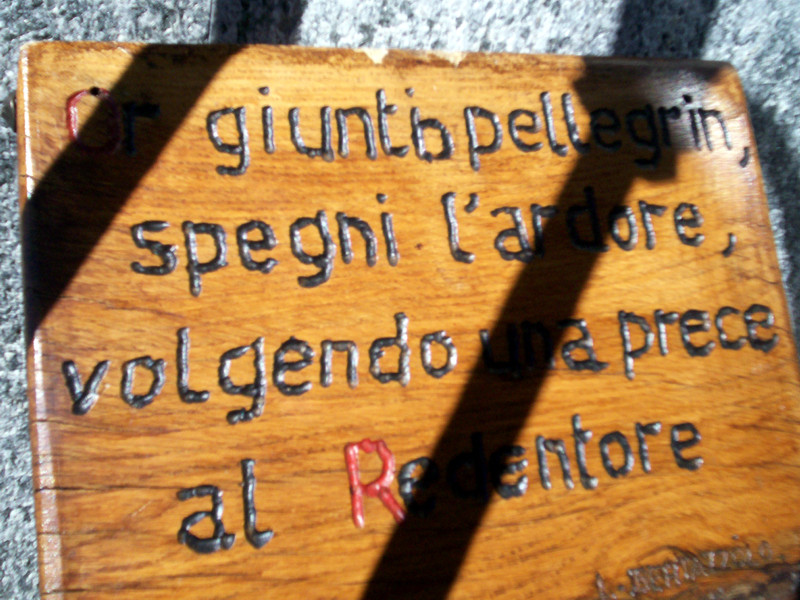 Or giunto pellegrin,
spegni l'ardore,
volgendo una prece
al Redentore